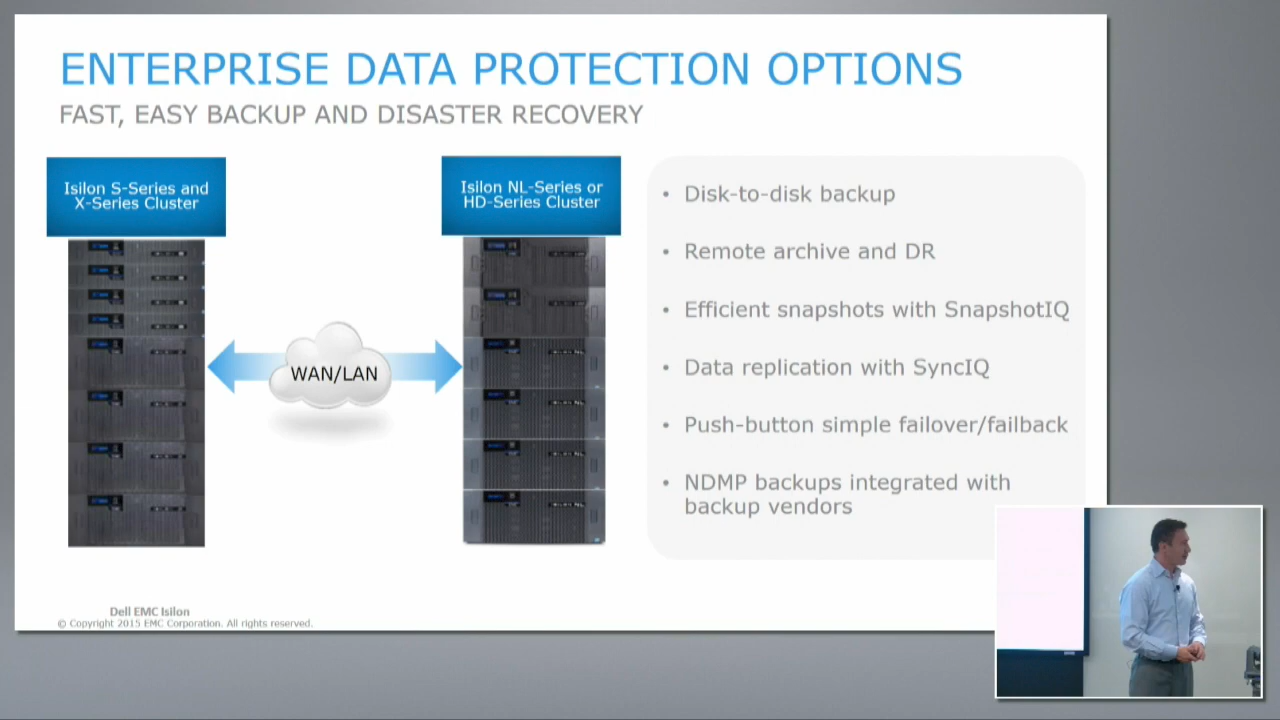 ENTERPRISE DATA PROTECTION OPTIONS
FAST, EASY BACKUP AND DISASTER RECOVERY
Isilon S-Series and
X-Series Cluster
Isilon NL-Series or
HD-Series Cluster
WAN/LAN
• Disk-to-disk backup
• Remote archive and DR
• Efficient snapshots with SnapshotIQ
• Data replication with SyncIQ
• Push-button simple failover/failback
• NDMP backups integrated with
backup vendors
Dell EMC Isilon
© Copyright 2015 EMC Corporation. All rights reserved.